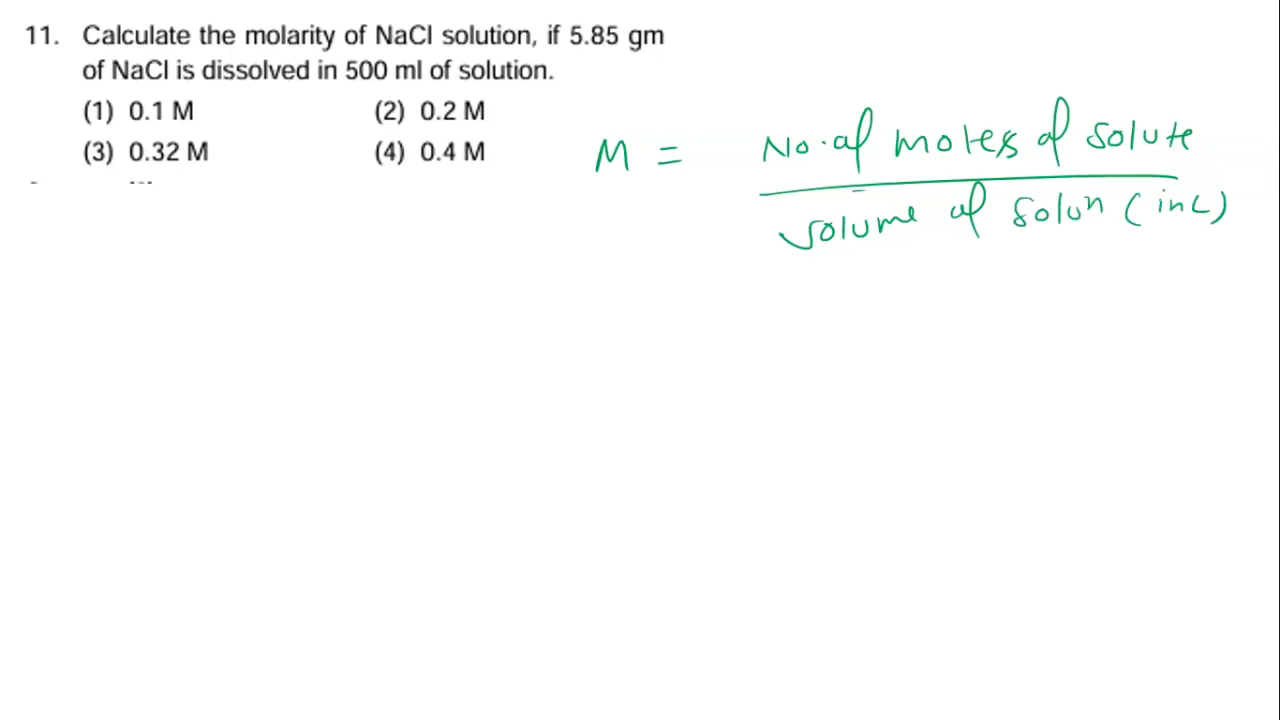 11. Calculate the molarity of NaCl solution, if 5.85 gm
of NaCl is dissolved in 500 ml of solution.
(1) 0.1 M (2) 0.2 M
(3) 0.32 M (4) 0.4 M
M = No. of moles of solute
volume of solun (in L)